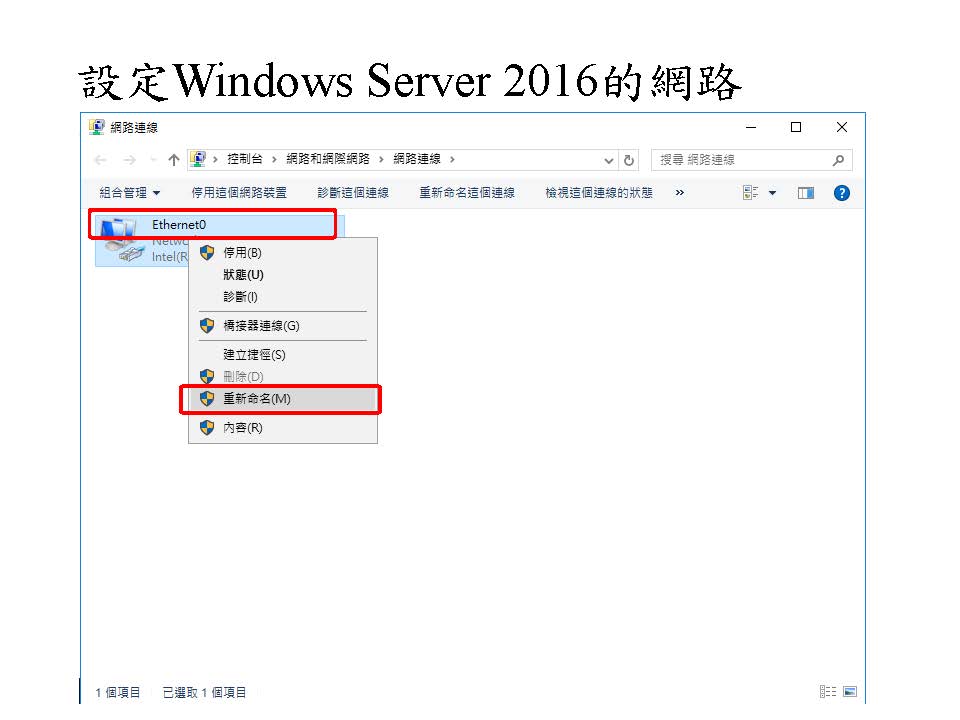 設定Windows Server 2016的網路
網路連線
控制台 › 網路和網際網路 › 網路連線 ›
搜尋 網路連線
組合管理 停用這個網路裝置 診斷這個連線 重新命名這個連線 檢視這個連線的狀態 »
Ethernet0
Intel(R
停用(B)
狀態(U)
診斷(I)
橋接器連線(G)
建立捷徑(S)
刪除(D)
重新命名(M)
內容(R)
1 個項目 已選取 1 個項目